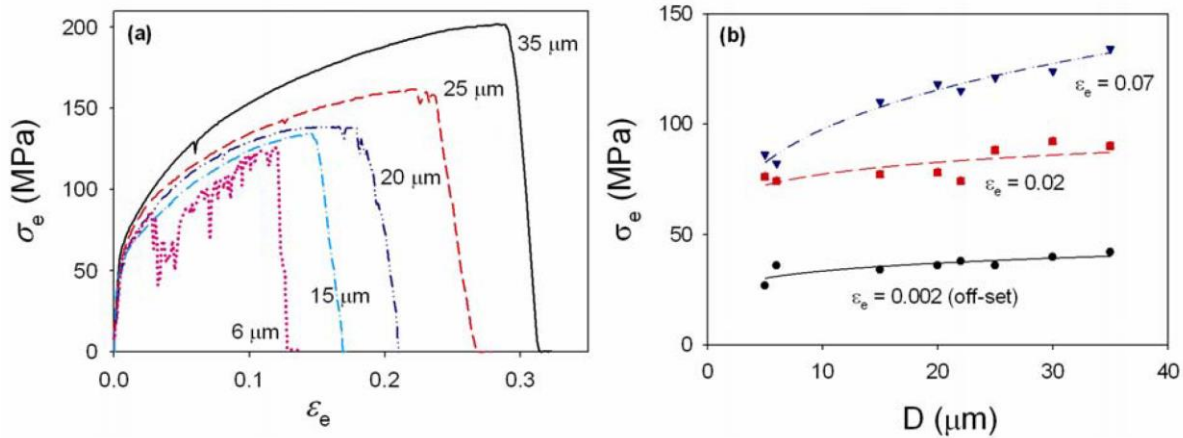 (a)
σe (MPa)
200
150
100
50
0
35 μm
25 μm
20 μm
15 μm
6 μm
0.0 0.1 0.2 0.3
εe
(b)
σe (MPa)
150
100
50
0
εe = 0.07
εe = 0.02
εe = 0.002 (off-set)
0 10 20 30 40
D (μm)